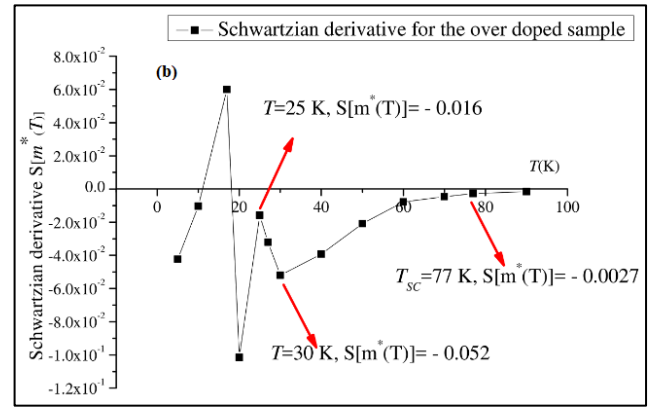 Schwartzian derivative for the over doped sample
8.0x10⁻²
(b)
6.0x10⁻²
T=25 K, S[m*(T)]= - 0.016
4.0x10⁻²
2.0x10⁻²
T(K)
0.0
0 20 40 60 80 100
-2.0x10⁻²
-4.0x10⁻²
T_SC=77 K, S[m*(T)]= - 0.0027
-6.0x10⁻²
-8.0x10⁻²
T=30 K, S[m*(T)]= - 0.052
-1.0x10⁻¹
-1.2x10⁻¹
Schwartzian derivative S[m*(T)]